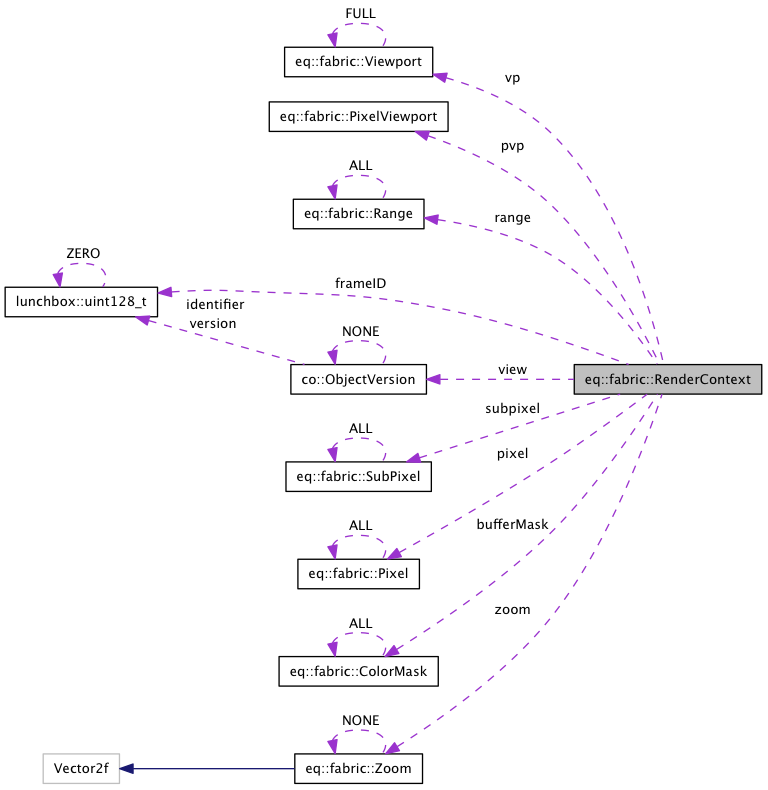 FULL
eq::fabric::Viewport
vp
eq::fabric::PixelViewport
pvp
ALL
eq::fabric::Range
range
ZERO
lunchbox::uint128_t
frameID
identifier
version
NONE
co::ObjectVersion
view
eq::fabric::RenderContext
subpixel
ALL
eq::fabric::SubPixel
pixel
ALL
eq::fabric::Pixel
bufferMask
ALL
eq::fabric::ColorMask
zoom
NONE
Vector2f
eq::fabric::Zoom